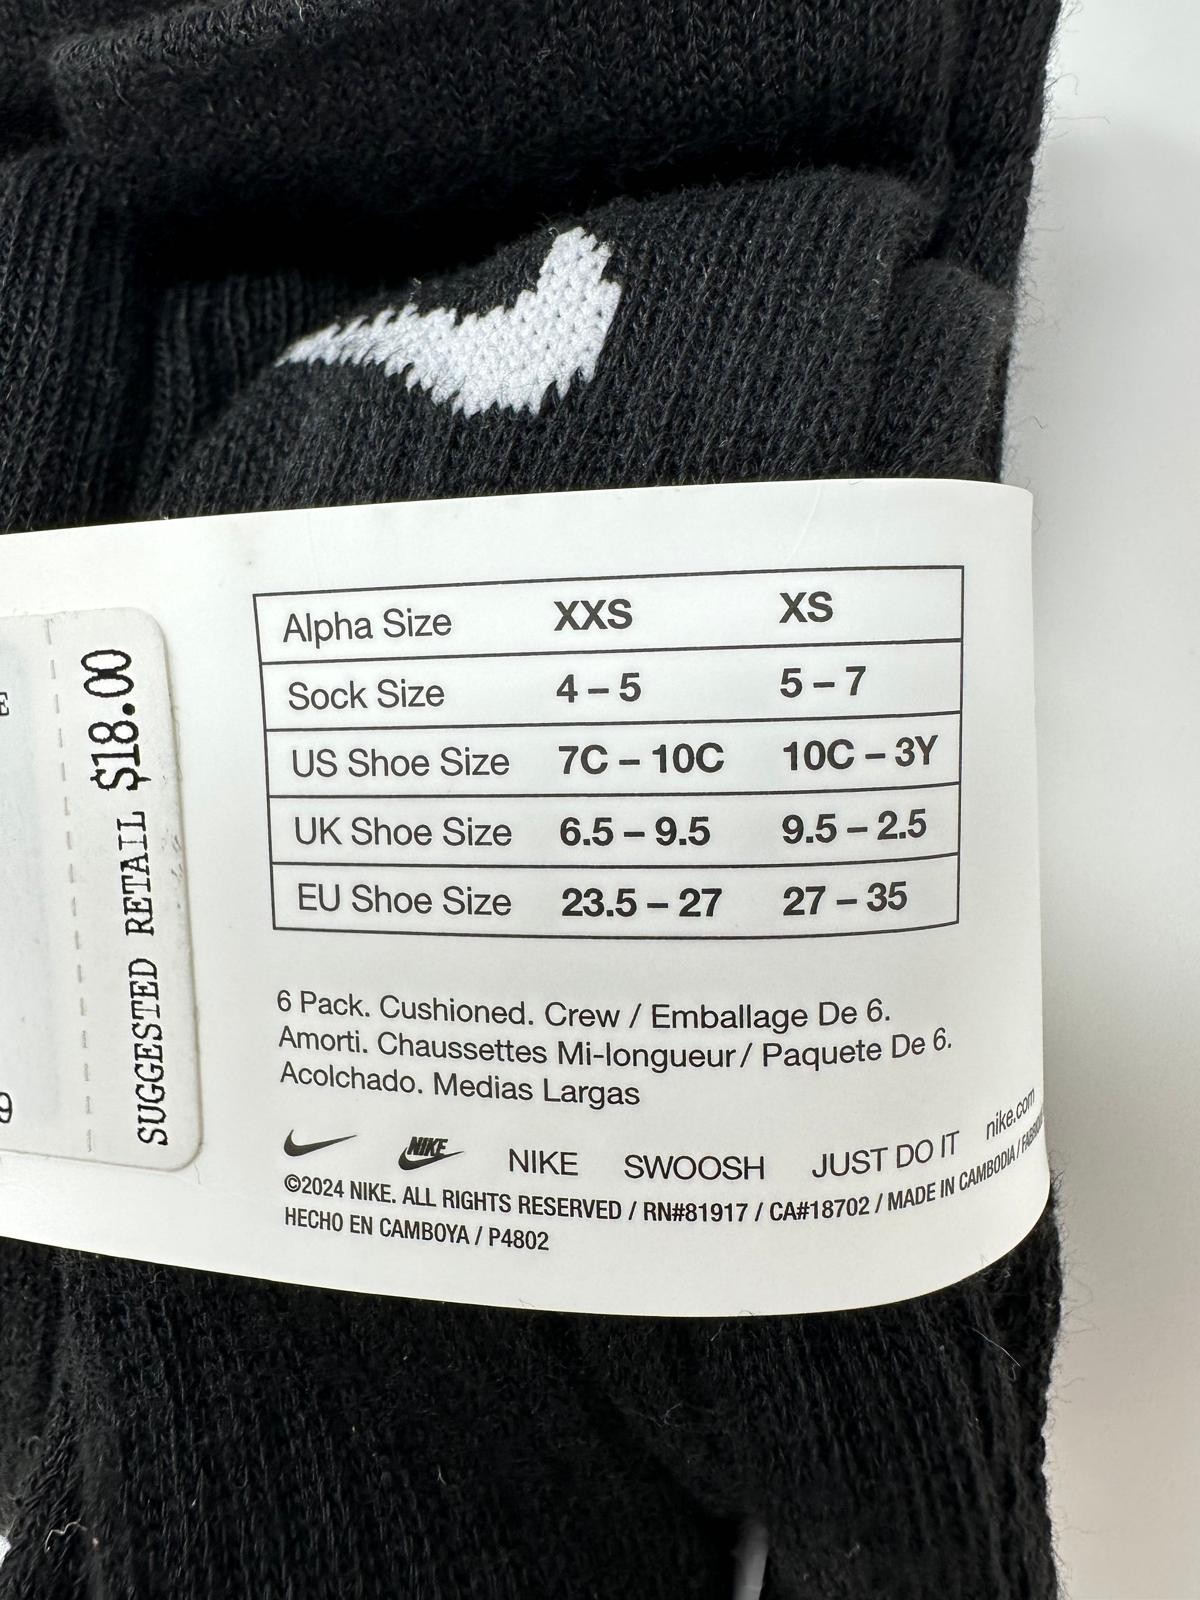 SUGGESTED RETAIL $18.00
Alpha Size XXS XS
Sock Size 4 – 5 5 – 7
US Shoe Size 7C – 10C 10C – 3Y
UK Shoe Size 6.5 – 9.5 9.5 – 2.5
EU Shoe Size 23.5 – 27 27 – 35
6 Pack. Cushioned. Crew / Emballage De 6.
Amorti. Chaussettes Mi-longueur / Paquete De 6.
Acolchado. Medias Largas
NIKE NIKE SWOOSH JUST DO IT nike.com
©2024 NIKE. ALL RIGHTS RESERVED / RN#81917 / CA#18702 / MADE IN CAMBODIA /
HECHO EN CAMBOYA / P4802